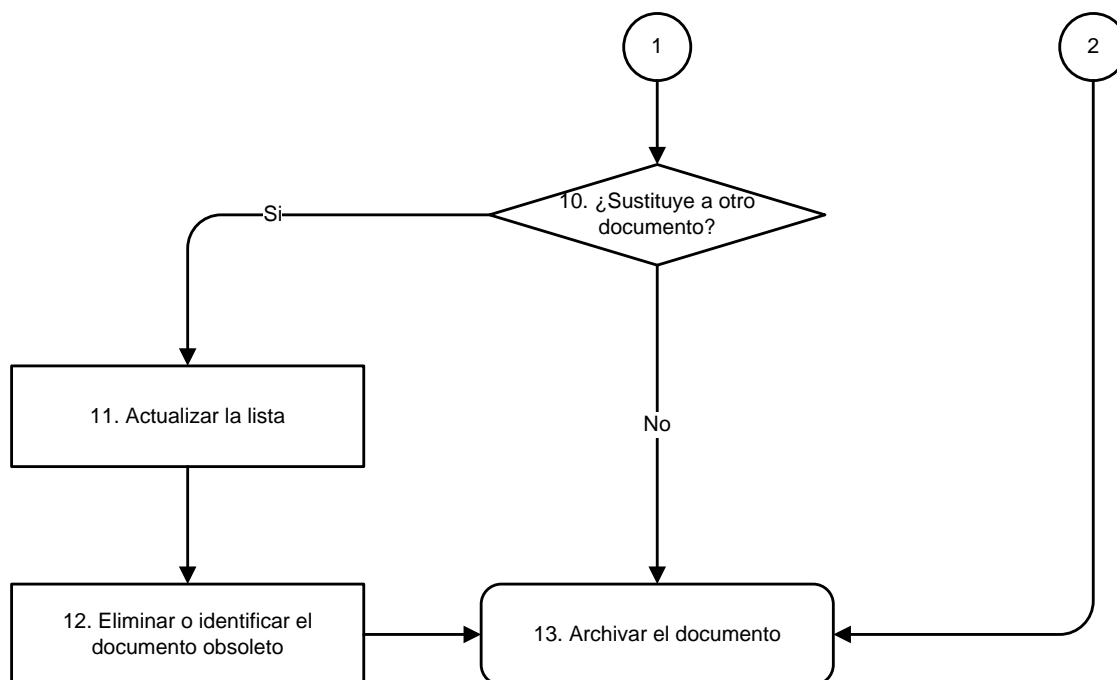 1
2
10. ¿Sustituye a otro
documento?
Si
11. Actualizar la lista
No
12. Eliminar o identificar el
documento obsoleto
13. Archivar el documento